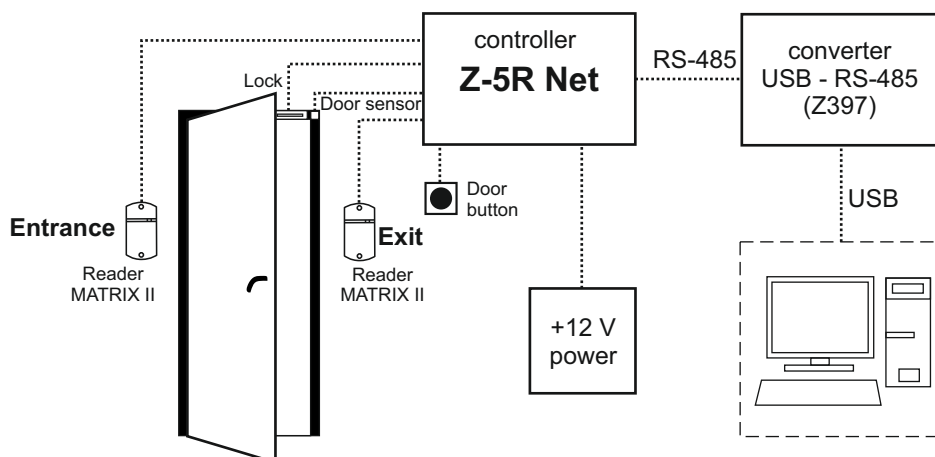 controller
Z-5R Net
RS-485
converter
USB - RS-485
(Z397)
Lock
Door sensor
Door
button
USB
Entrance
Exit
Reader
MATRIX II
Reader
MATRIX II
+12 V
power